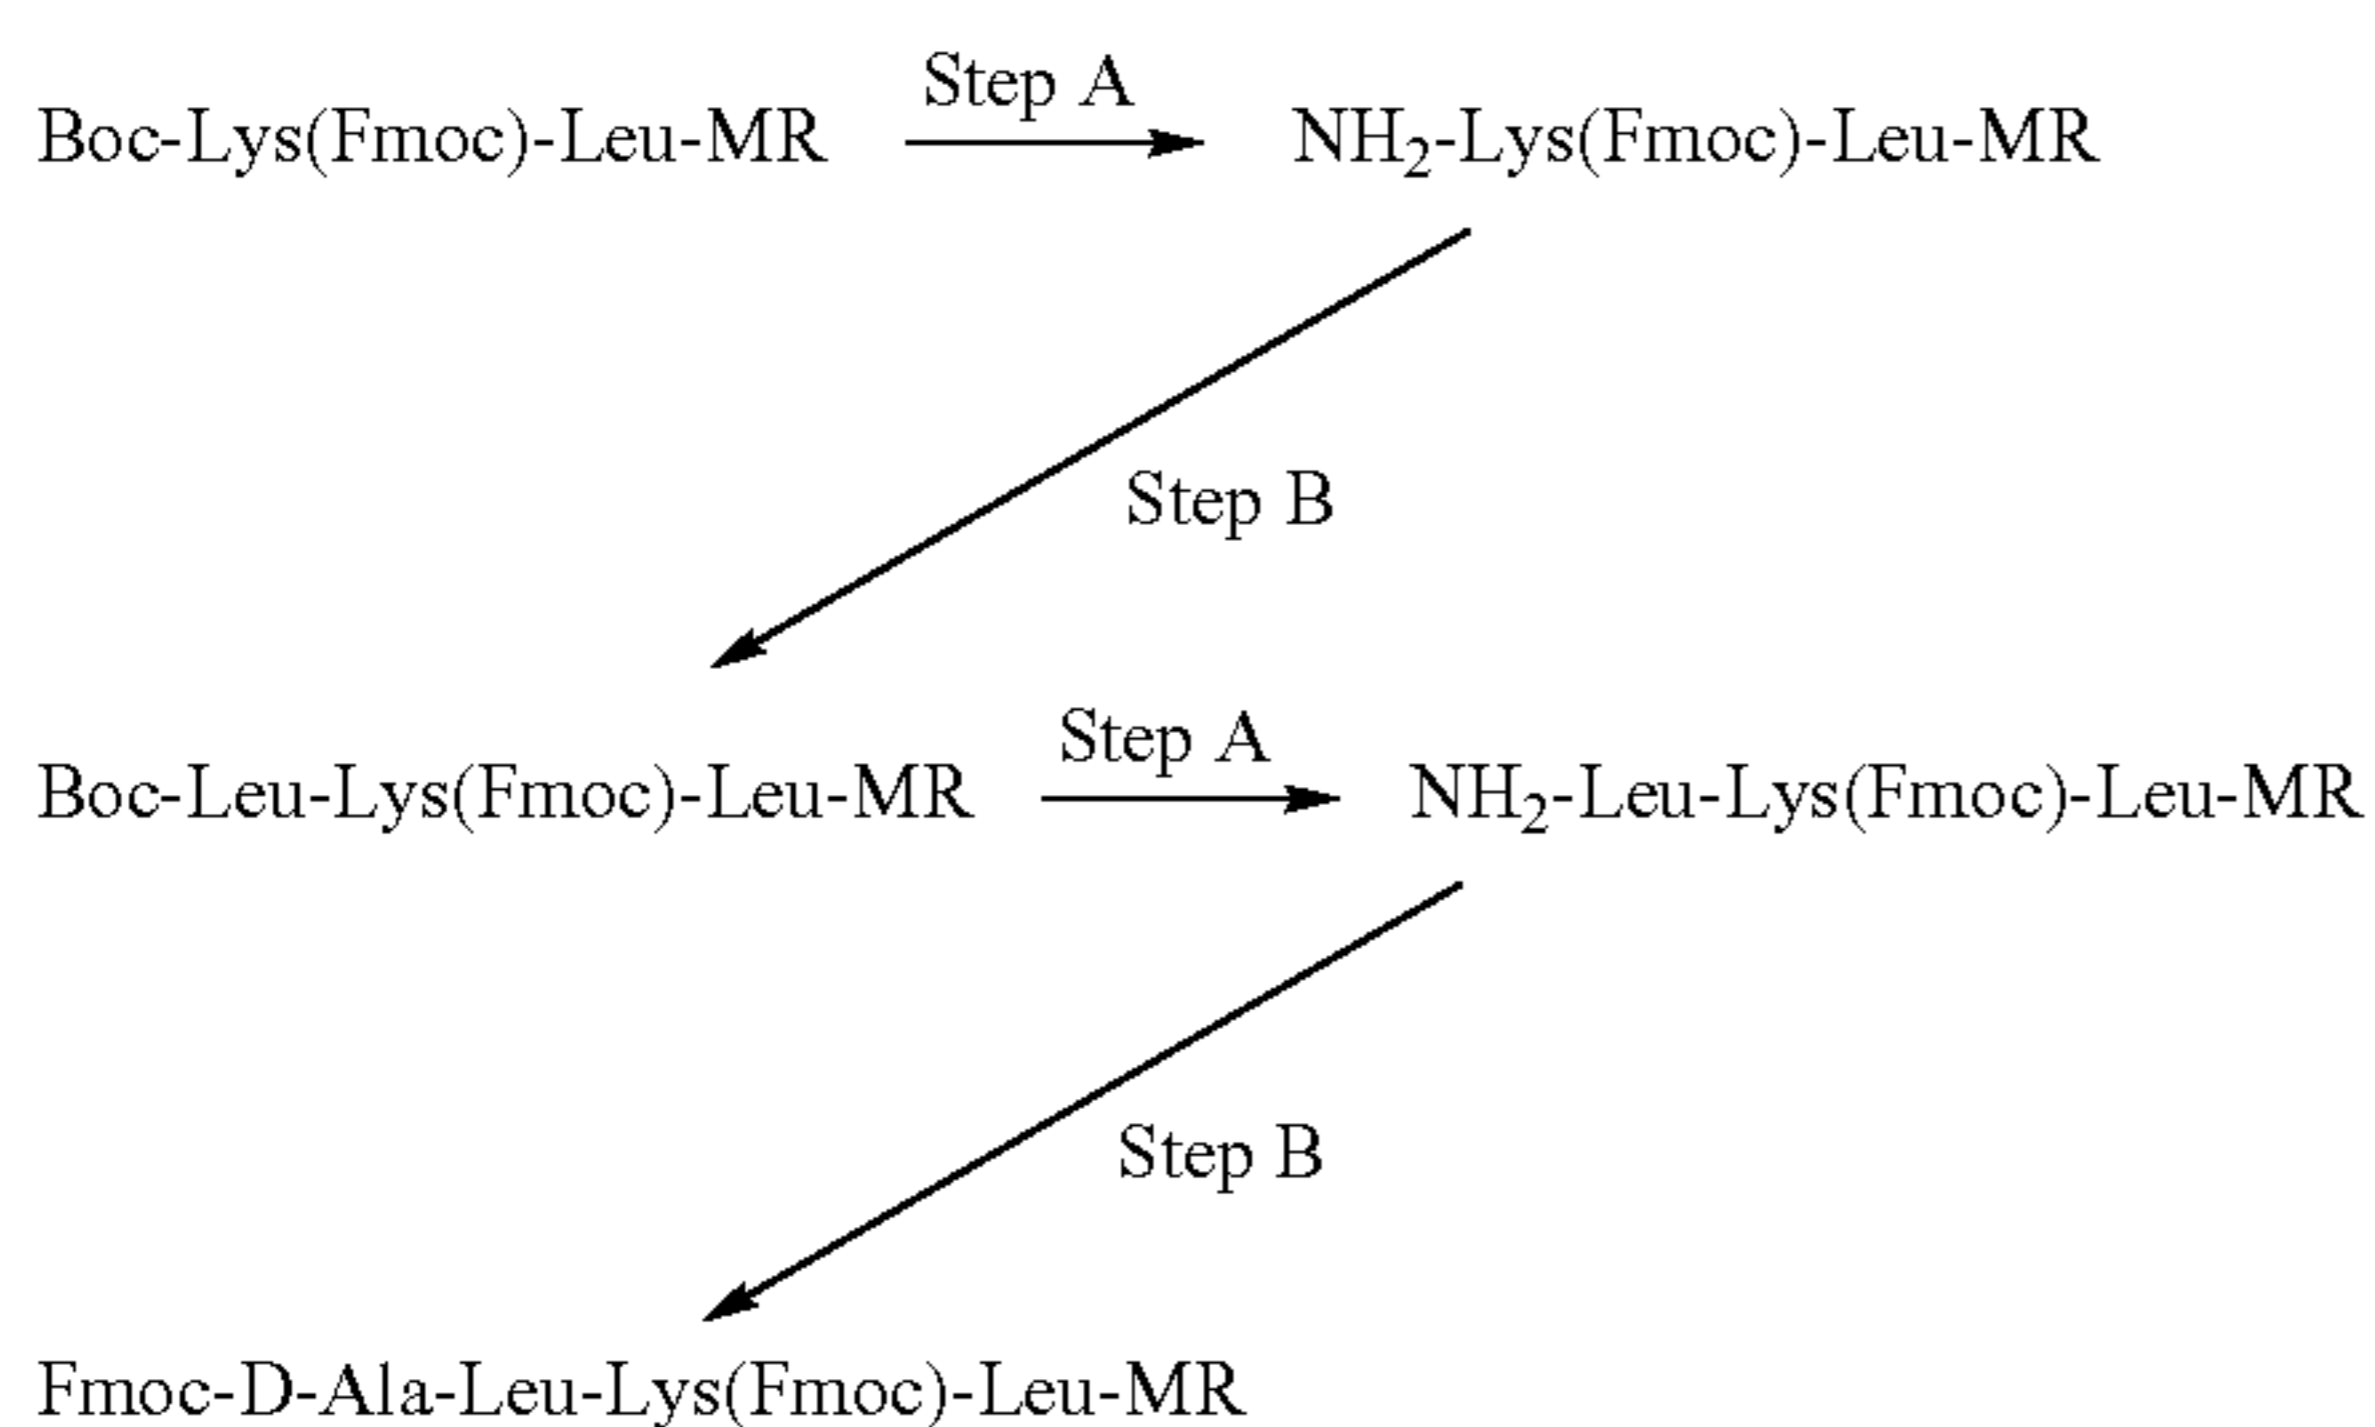 Step A
Boc-Lys(Fmoc)-Leu-MR NH2-Lys(Fmoc)-Leu-MR
Step B
Step A
Boc-Leu-Lys(Fmoc)-Leu-MR NH2-Leu-Lys(Fmoc)-Leu-MR
Step B
Fmoc-D-Ala-Leu-Lys(Fmoc)-Leu-MR